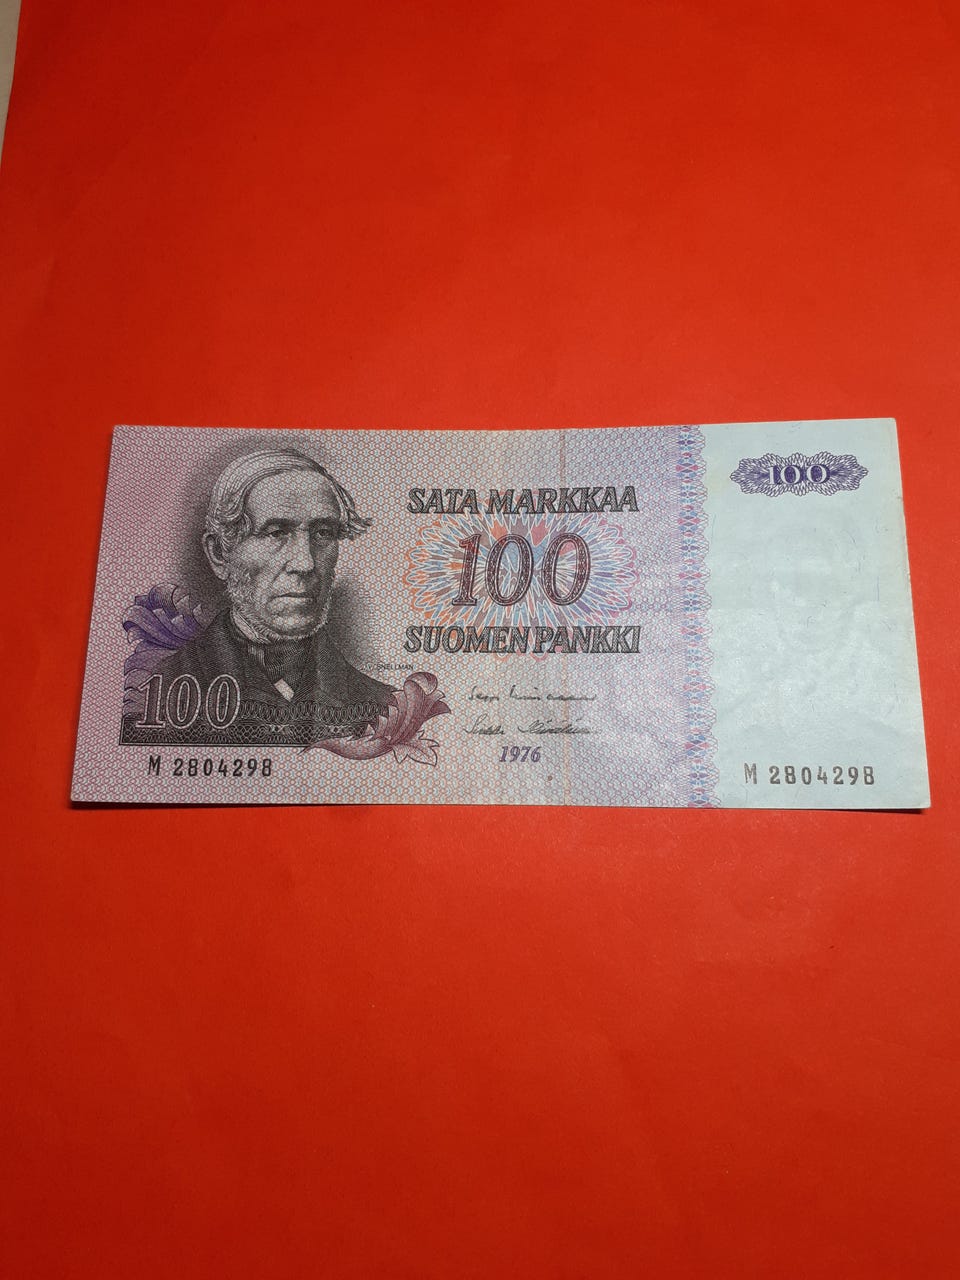 SATA MARKKAA
100
100
SUOMEN PANKKI
SNELLMAN
100
1976
M 2804298
M 2804298